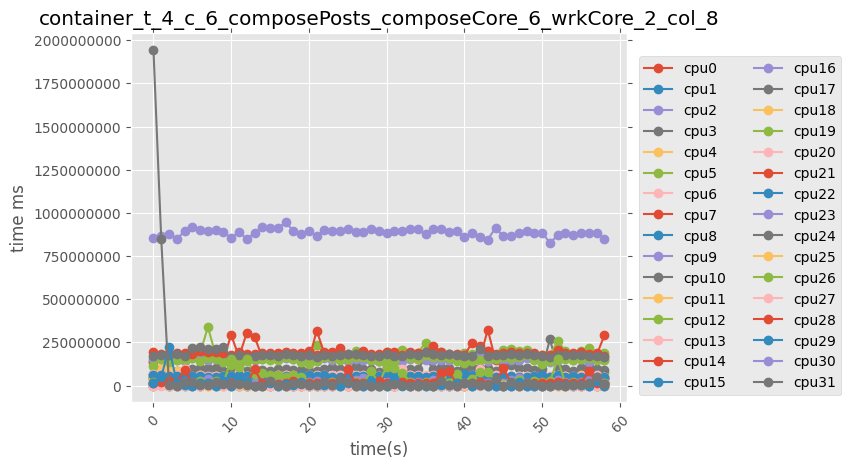 container_t_4_c_6_composePosts_composeCore_6_wrkCore_2_col_8
time ms
2000000000
1750000000
1500000000
1250000000
1000000000
750000000
500000000
250000000
0
0
10
20
30
40
50
60
time(s)
cpu0
cpu1
cpu2
cpu3
cpu4
cpu5
cpu6
cpu7
cpu8
cpu9
cpu10
cpu11
cpu12
cpu13
cpu14
cpu15
cpu16
cpu17
cpu18
cpu19
cpu20
cpu21
cpu22
cpu23
cpu24
cpu25
cpu26
cpu27
cpu28
cpu29
cpu30
cpu31